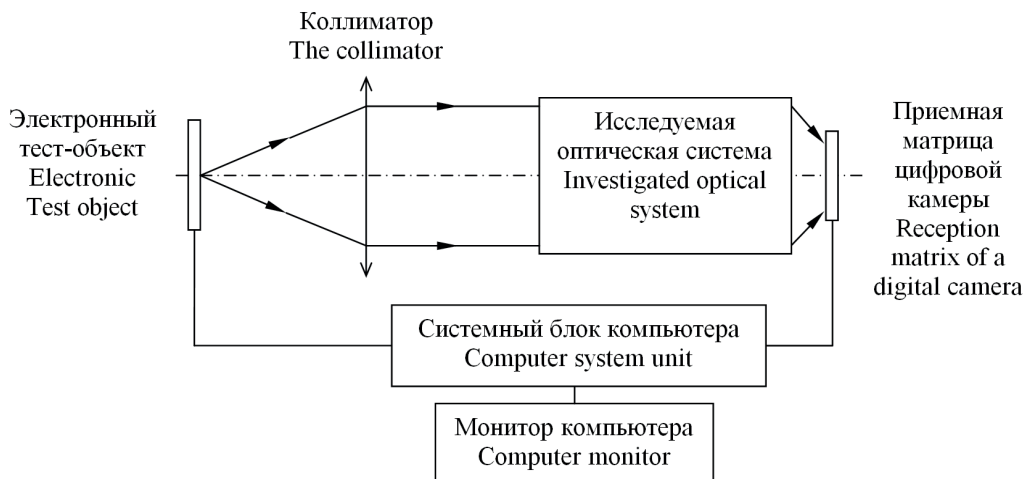 Коллиматор
The collimator
Электронный
тест-объект
Electronic
Test object
Исследуемая
оптическая система
Investigated optical
system
Приемная
матрица
цифровой
камеры
Reception
matrix of a
digital camera
Системный блок компьютера
Computer system unit
Монитор компьютера
Computer monitor